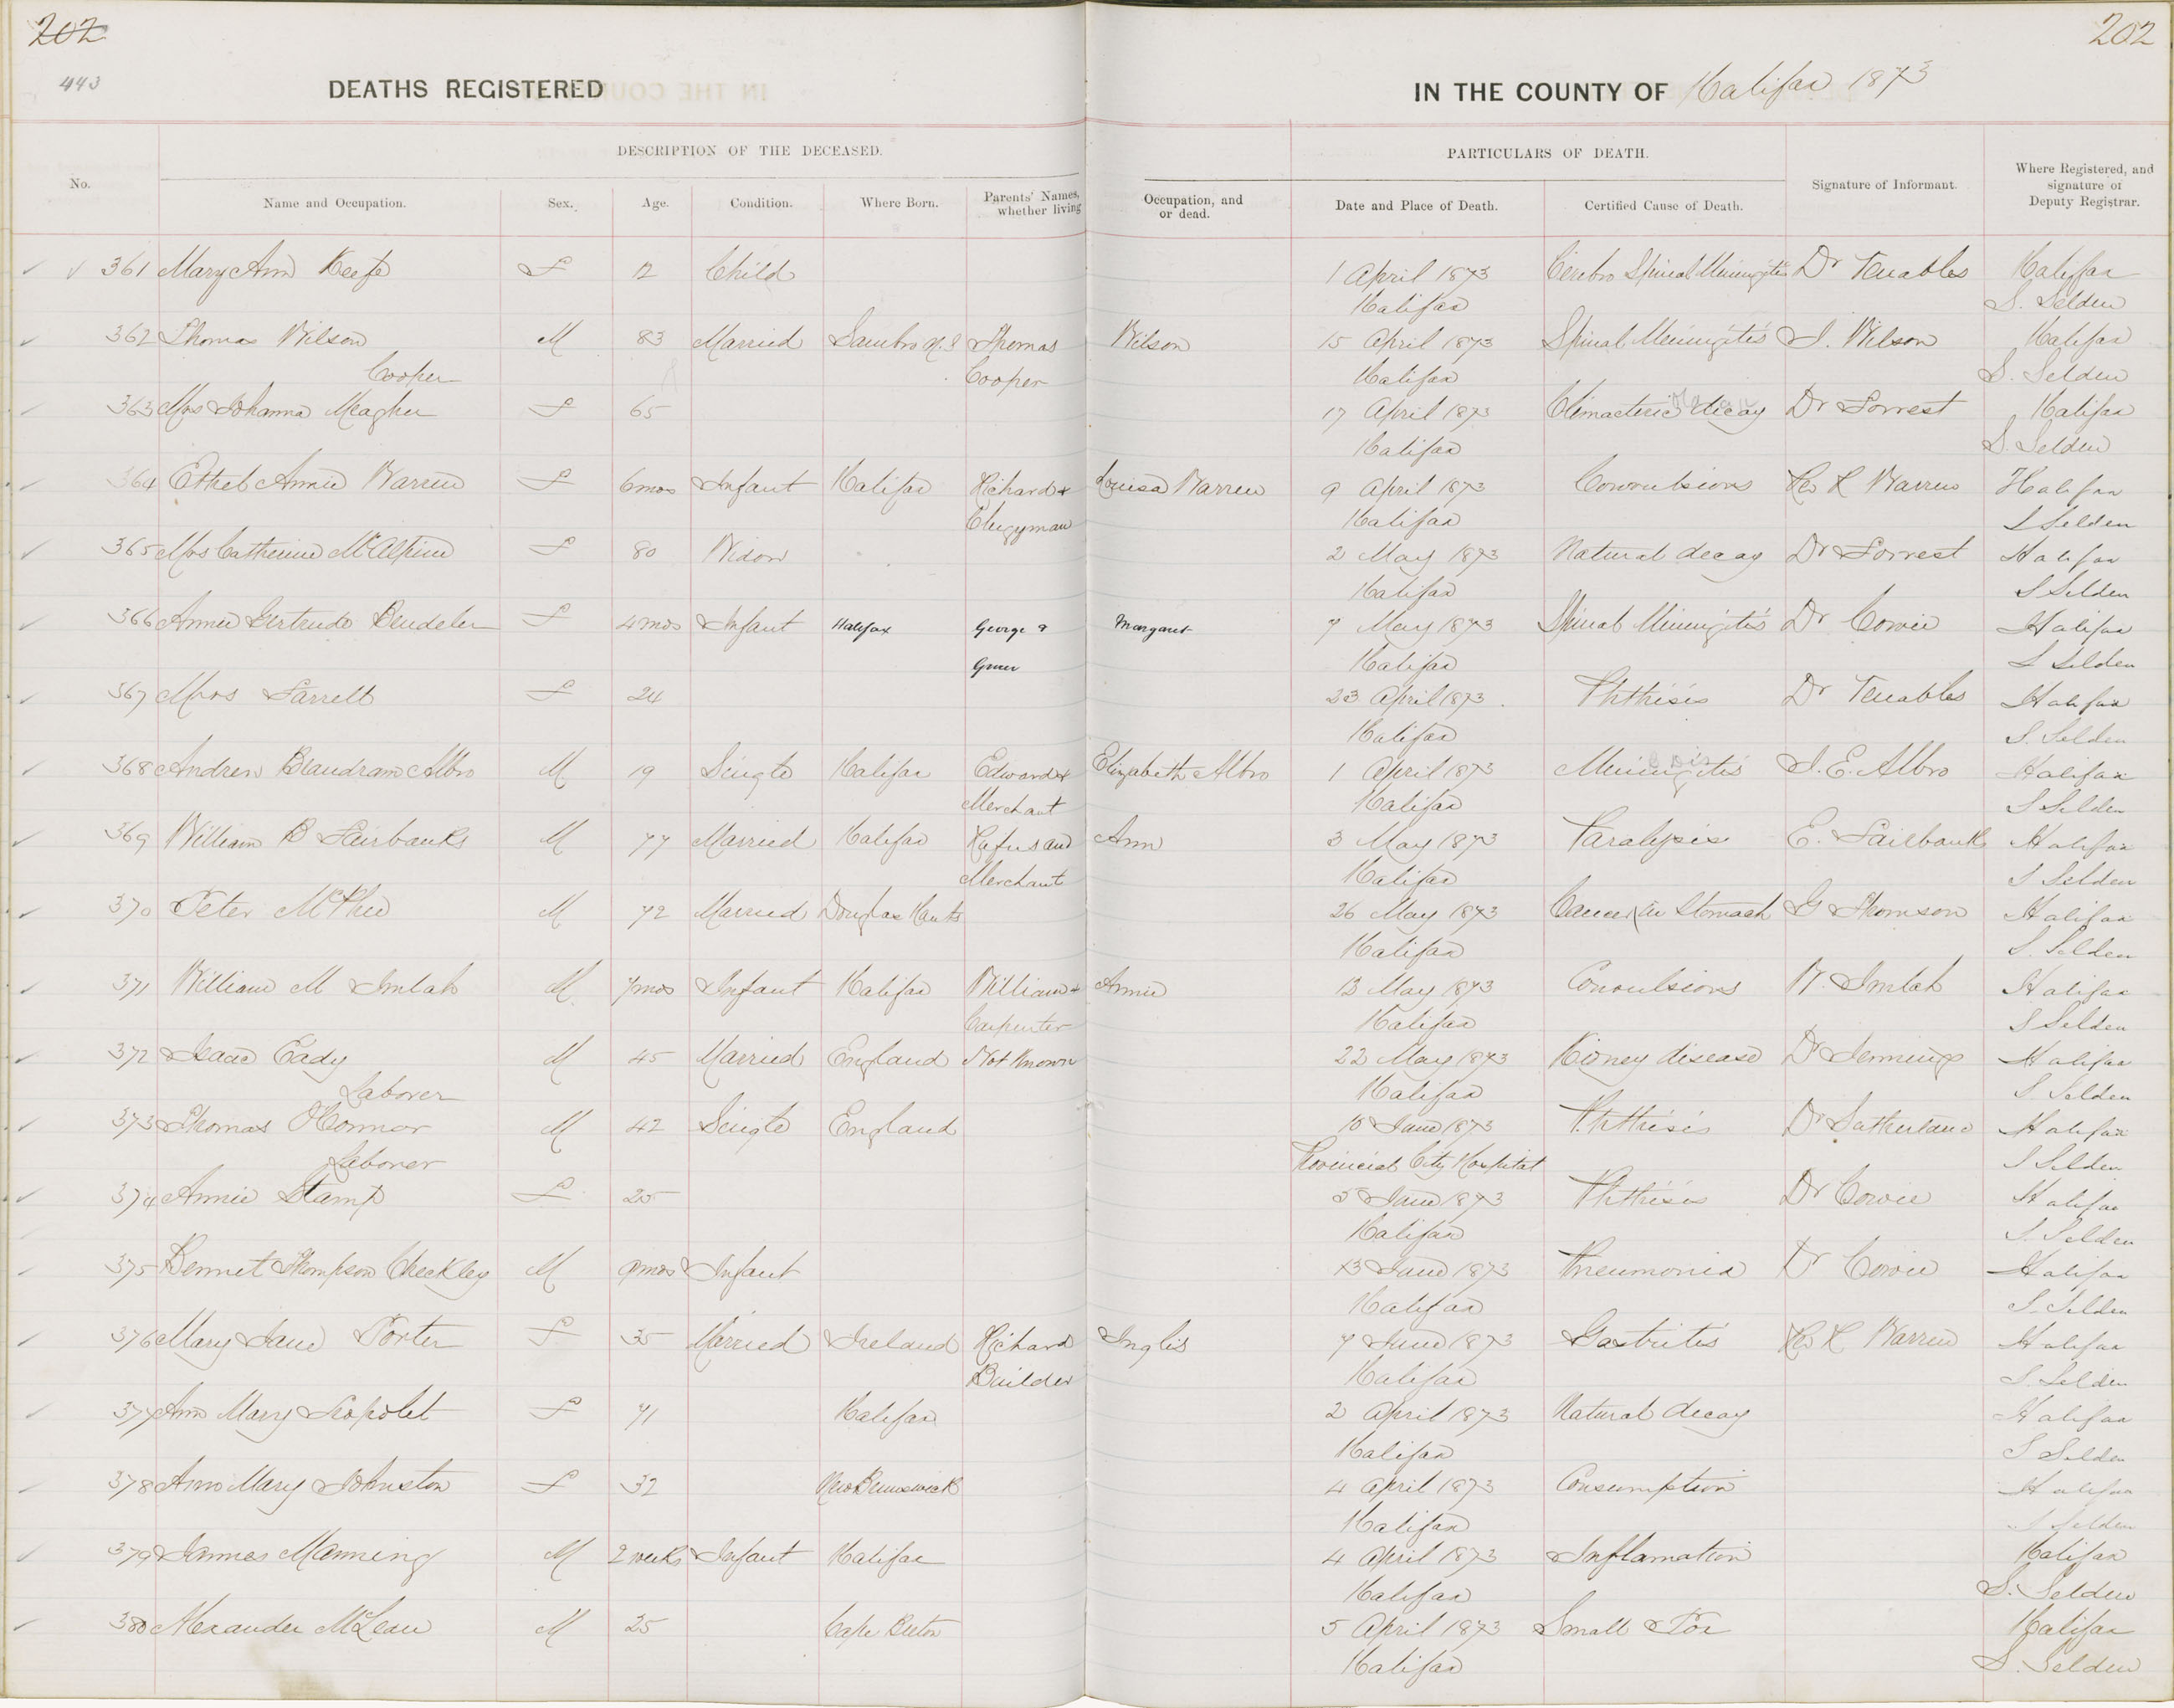 202
202
443
DEATHS REGISTERED
IN THE COUNTY OF Halifax 1873
DESCRIPTION OF THE DECEASED.
PARTICULARS OF DEATH.
No.
Name and Occupation.
Sex.
Age.
Condition.
Where Born.
Parents' Names, whether living
Occupation, and or dead.
Date and Place of Death.
Certified Cause of Death.
Signature of Informant.
Where Registered, and signature of Deputy Registrar.
361 Mary Ann Keefe F 12 Child 1 April 1873 Cerebro Spinal Meningitis Dr Venables Halifax
Halifax S. Selden
362 Thomas Wilson M 83 Married Sambro N.S Thomas Wilson 15 April 1873 Spinal Meningitis J. Wilson Halifax
Cooper Cooper Halifax S. Selden
363 Mrs Johanna Meagher F 65 17 April 1873 Climacteric decay Dr Forrest Halifax
Halifax S. Selden
364 Ethel Annie Warren F 6 mos Infant Halifax Richard & Louisa Warren 9 April 1873 Convulsions Rev R Warren Halifax
Clergyman Halifax S Selden
365 Mrs Catherine McAlpine F 80 Widow 2 May 1873 Natural decay Dr Forrest Halifax
Halifax S Selden
366 Annie Gertrude Bendeler F 4 mos Infant Halifax George & Margaret 7 May 1873 Spinal Meningitis Dr Cowie Halifax
Halifax S Selden
367 Mrs Farrell F 24 23 April 1873 Phthisis Dr Venables Halifax
Halifax S. Selden
368 Andrew Blandram Albro M 19 Single Halifax Edward & Elizabeth Albro 1 April 1873 Meningitis J. E. Albro Halifax
Merchant Halifax S Selden
369 William B Fairbanks M 77 Married Halifax Rufus and Ann 3 May 1873 Paralysis E. Fairbanks Halifax
Merchant Halifax S Selden
370 Peter McPhee M 72 Married Douglas Hants 26 May 1873 Cancer in Stomach G Thomson Halifax
Halifax S. Selden
371 William M Imlah M 7 mos Infant Halifax William & Annie 13 May 1873 Convulsions W. Imlah Halifax
Carpenter Halifax S Selden
372 Isaac Eady M 45 Married England Not Known 22 May 1873 Kidney disease Dr Jennings Halifax
Laborer Halifax S. Selden
373 Thomas O'Connor M 42 Single England 10 June 1873 Phthisis Dr Sutherland Halifax
Laborer Provincial City Hospital S Selden
374 Annie Stamp F 25 5 June 1873 Phthisis Dr Cowie Halifax
Halifax S. Selden
375 Bennet Thompson Checkley M 9 mos Infant 13 June 1873 Pneumonia Dr Cowie Halifax
Halifax S. Selden
376 Mary Jane Porter F 35 Married Ireland Richard Inglis 7 June 1873 Gastritis Rev R Warren Halifax
Builder Halifax S. Selden
377 Ann Mary F 71 Halifax 2 April 1873 Natural decay Halifax
Halifax S Selden
378 Ann Mary Johnston F 32 New Brunswick 4 April 1873 Consumption Halifax
Halifax S Selden
379 James Manning M 2 weeks Infant Halifax 4 April 1873 Inflamation Halifax
Halifax S. Selden
380 Alexander McLean M 25 Cape Breton 5 April 1873 Small Pox Halifax
Halifax S. Selden